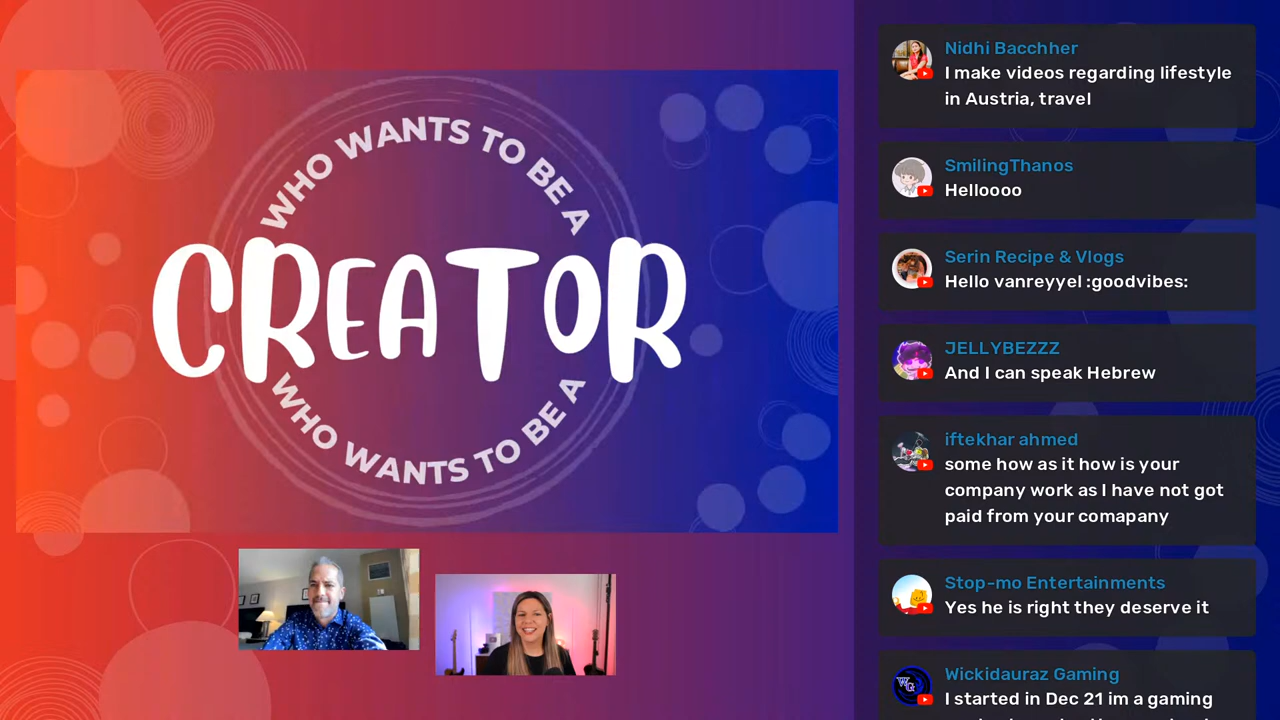 WHO WANTS TO BE A
CREATOR
WHO WANTS TO BE A
Nidhi Bacchher
I make videos regarding lifestyle
in Austria, travel
SmilingThanos
Helloooo
Serin Recipe & Vlogs
Hello vanreyyel :goodvibes:
JELLYBEZZZ
And I can speak Hebrew
iftekhar ahmed
some how as it how is your
company work as I have not got
paid from your comapany
Stop-mo Entertainments
Yes he is right they deserve it
Wickidauraz Gaming
I started in Dec 21 im a gaming